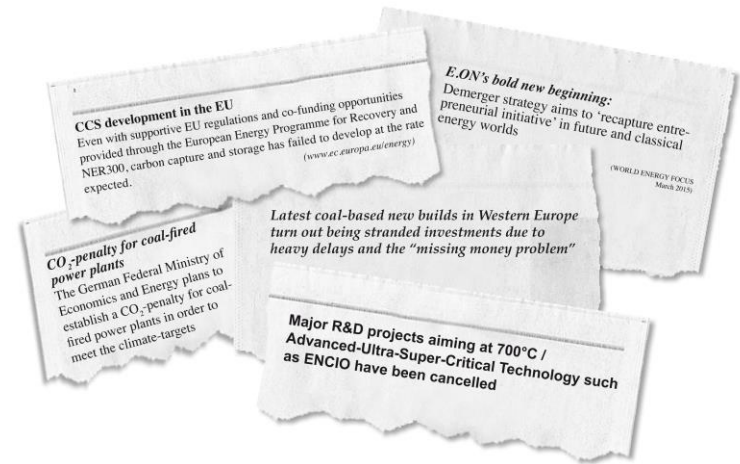 CCS development in the EU
Even with supportive EU regulations and co-funding opportunities
provided through the European Energy Programme for Recovery and
NER300, carbon capture and storage has failed to develop at the rate
expected.
(www.ec.europa.eu/energy)
E.ON's bold new beginning:
Demerger strategy aims to 'recapture entre-
preneurial initiative' in future and classical
energy worlds
(WORLD ENERGY FOCUS
March 2015)
Latest coal-based new builds in Western Europe
turn out being stranded investments due to
heavy delays and the “missing money problem”
CO₂-penalty for coal-fired
power plants
The German Federal Ministry of
Economics and Energy plans to
establish a CO₂-penalty for coal-
fired power plants in order to
meet the climate-targets
Major R&D projects aiming at 700°C /
Advanced-Ultra-Super-Critical Technology such
as ENCIO have been cancelled